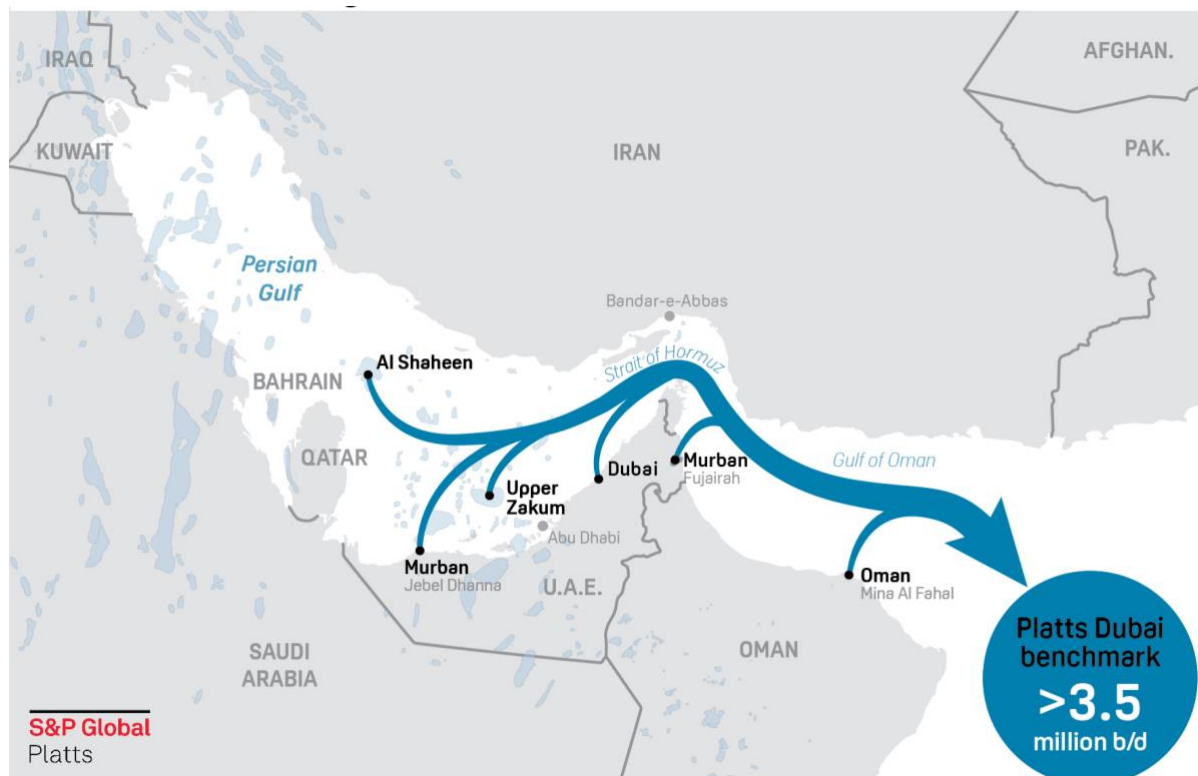 IRAQ
AFGHAN.
KUWAIT
IRAN
PAK.
Persian
Gulf
Bandar-e-Abbas
Al Shaheen
Strait of Hormuz
BAHRAIN
QATAR
Dubai
Murban
Fujairah
Gulf of Oman
Upper
Zakum
Abu Dhabi
Murban
Jebel Dhanna
U.A.E.
Oman
Mina Al Fahal
SAUDI
ARABIA
OMAN
Platts Dubai
benchmark
>3.5
million b/d
S&P Global
Platts